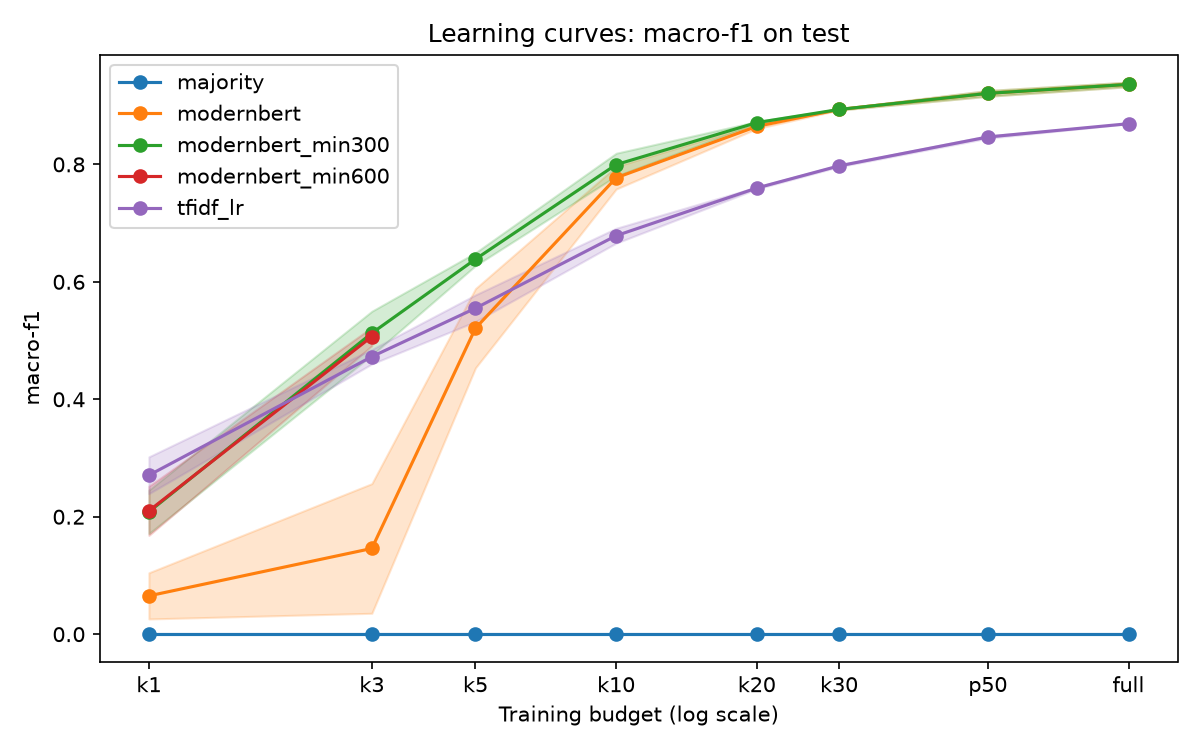 Learning curves: macro-f1 on test
majority
modernbert
modernbert_min300
modernbert_min600
tfidf_lr
macro-f1
0.8
0.6
0.4
0.2
0.0
k1 k3 k5 k10 k20 k30 p50 full
Training budget (log scale)